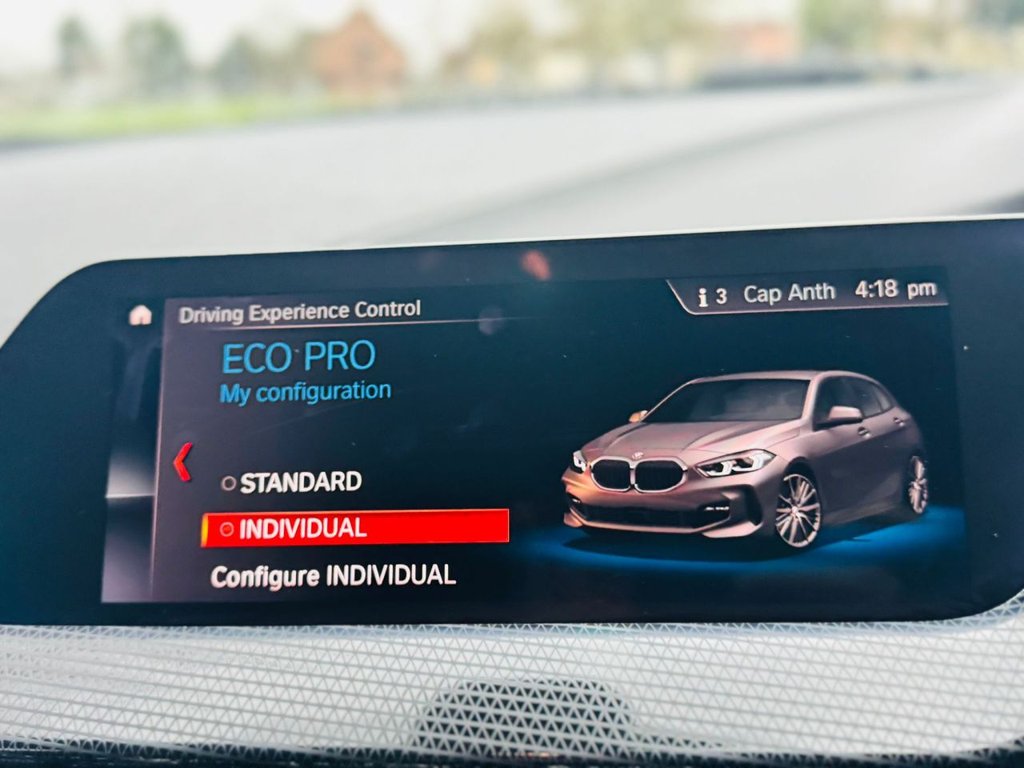 Driving Experience Control
i 3 Cap Anth 4:18 pm
ECO PRO
My configuration
STANDARD
INDIVIDUAL
Configure INDIVIDUAL